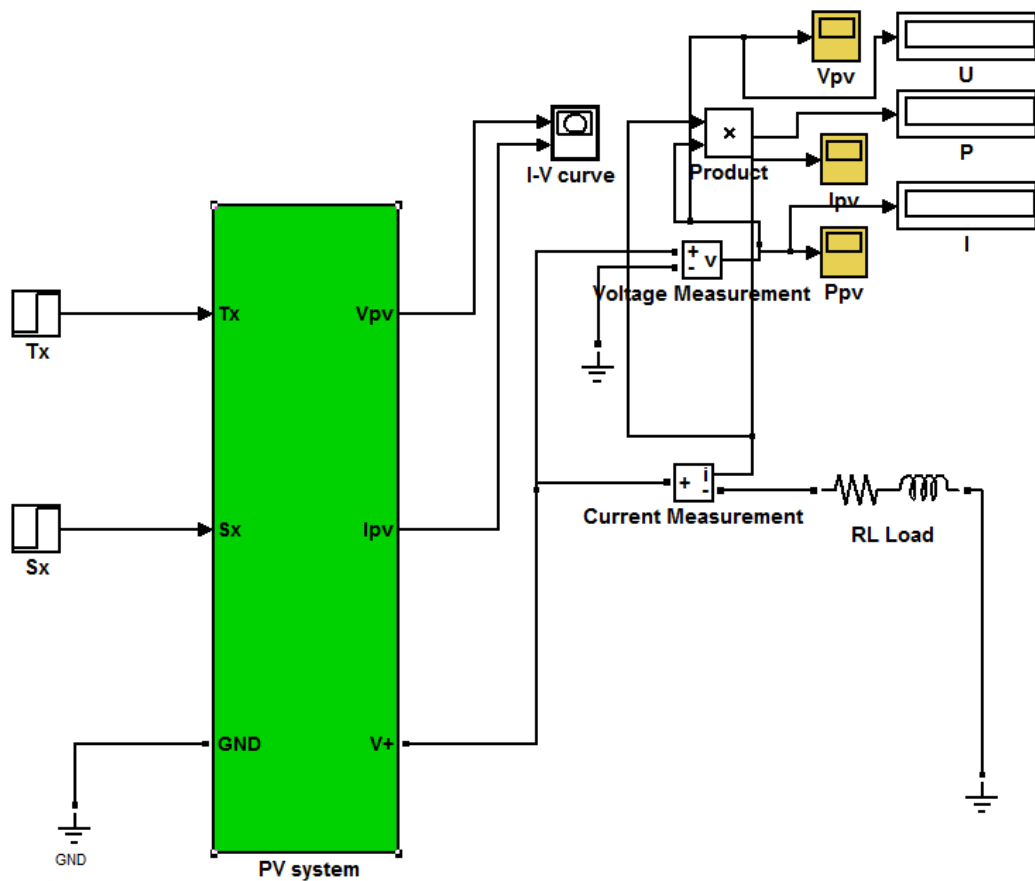 Vpv
U
×
Product
P
I-V curve
Ipv
I
+
-
v
Voltage Measurement
Ppv
Tx
Tx
Vpv
Sx
Sx
Ipv
+
i
-
Current Measurement
RL Load
GND
V+
GND
PV system